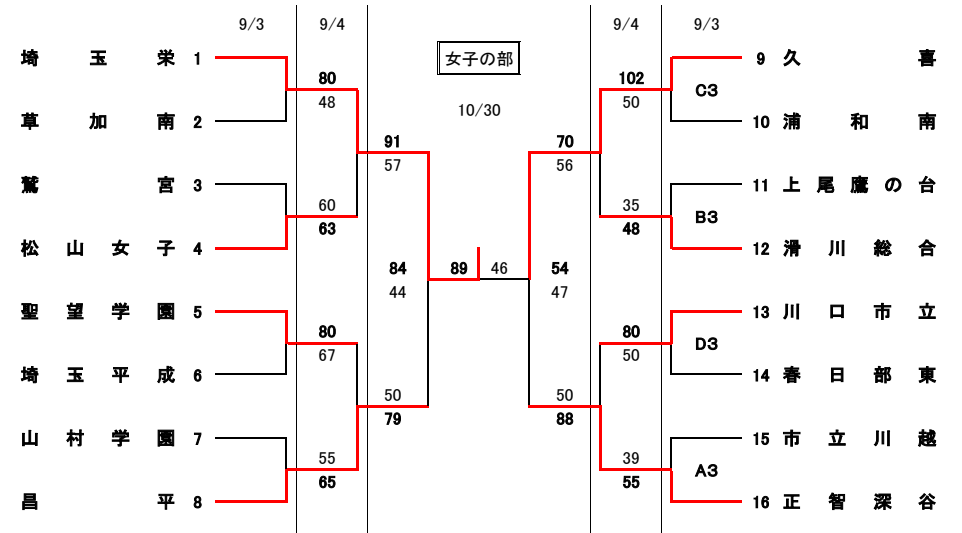 9/3 9/4 9/4 9/3
女子の部
埼玉栄 1 9 久喜
80 102
C3
48 50
10/30
草加南 2 10 浦和南
91 70
57 56
鷲宮 3 11 上尾鷹の台
60 35
B3
63 48
松山女子 4 12 滑川総合
84 89 46 54
44 47
聖望学園 5 13 川口市立
80 80
D3
67 50
埼玉平成 6 14 春日部東
50 50
79 88
山村学園 7 15 市立川越
55 39
A3
65 55
昌平 8 16 正智深谷